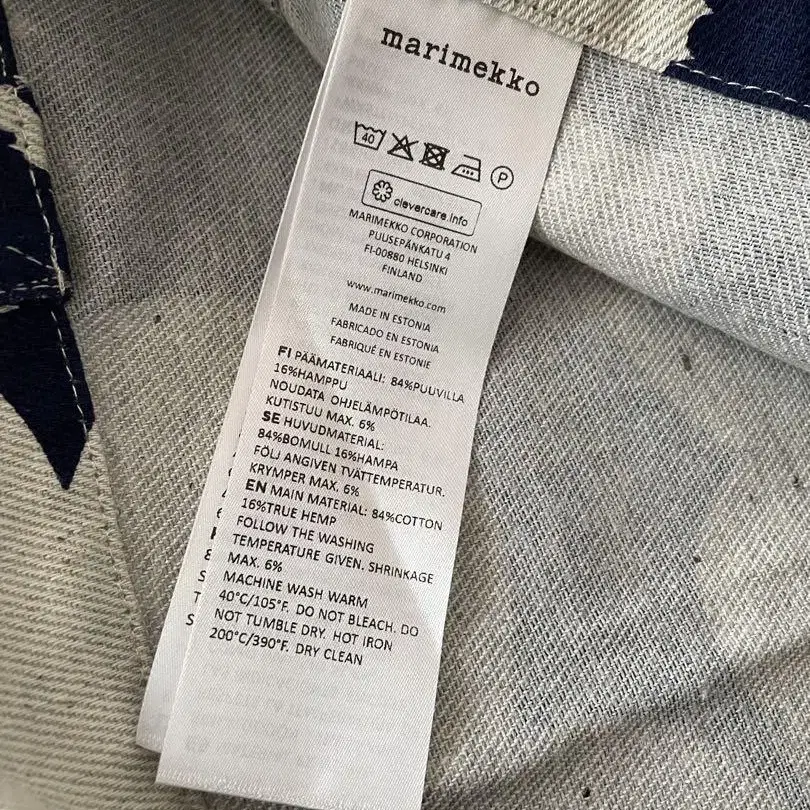 marimekko
40
P
clevercare.info
MARIMEKKO CORPORATION
PUUSEPÄNKATU 4
FI-00880 HELSINKI
FINLAND
www.marimekko.com
MADE IN ESTONIA
FABRICADO EN ESTONIA
FABRIQUÉ EN ESTONIE
FI PÄÄMATERIAALI: 84%PUUVILLA
16%HAMPPU
NOUDATA OHJELÄMPÖTILAA.
KUTISTUU MAX. 6%
SE HUVUDMATERIAL:
84%BOMULL 16%HAMPA
FÖLJ ANGIVEN TVÄTTEMPERATUR.
KRYMPER MAX. 6%
EN MAIN MATERIAL: 84%COTTON
16%TRUE HEMP
FOLLOW THE WASHING
TEMPERATURE GIVEN. SHRINKAGE
MAX. 6%
MACHINE WASH WARM
40°C/105°F. DO NOT BLEACH. DO
NOT TUMBLE DRY. HOT IRON
200°C/390°F. DRY CLEAN